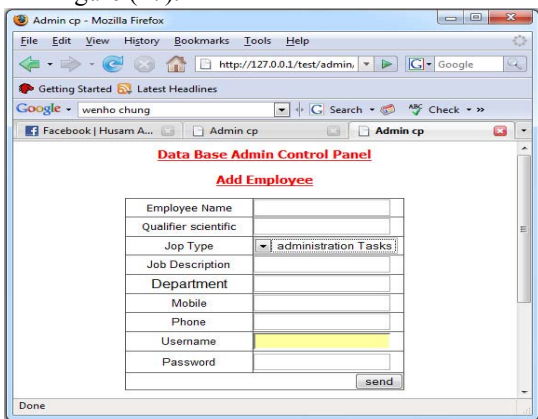 Admin cp - Mozilla Firefox
File Edit View History Bookmarks Tools Help
http://127.0.0.1/test/admin, G Google
Getting Started Latest Headlines
Google wenho chung G Search ABC Check »
Facebook | Husam A... Admin cp Admin cp
Data Base Admin Control Panel
Add Employee
Employee Name
Qualifier scientific
Jop Type administration Tasks
Job Description
Department
Mobile
Phone
Username
Password
send
Done